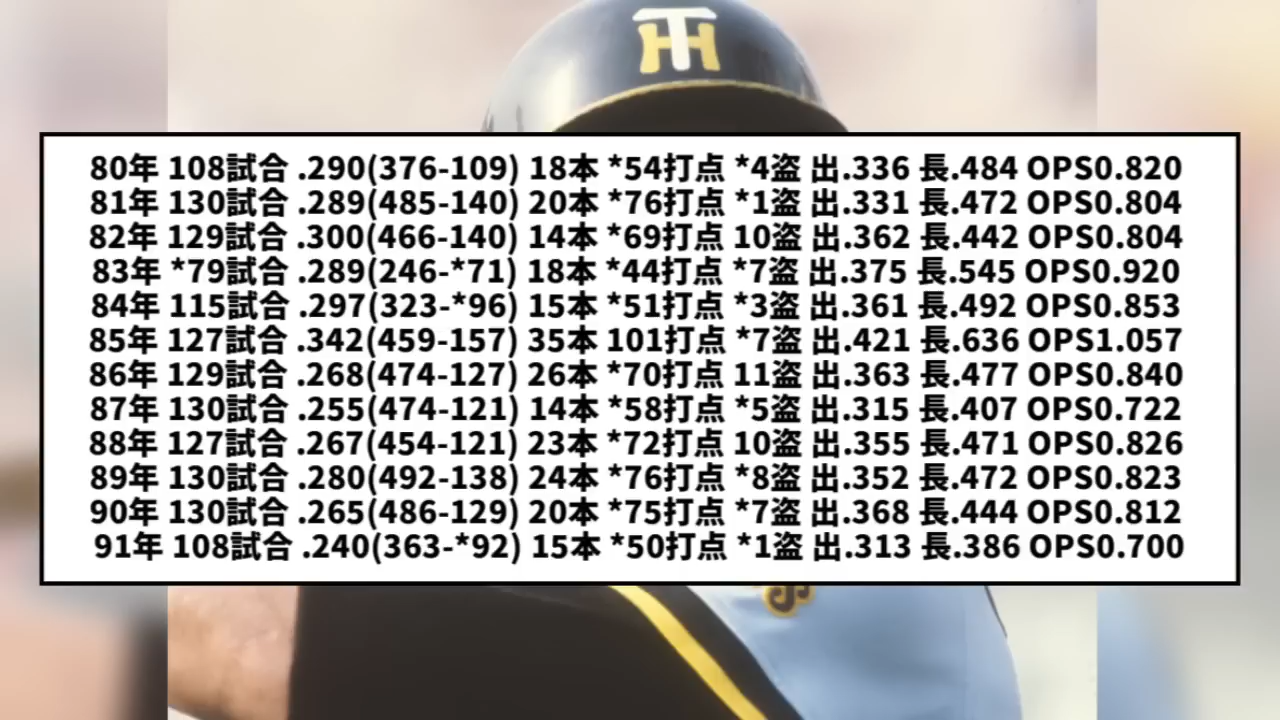 TH
80年 108試合 .290(376-109) 18本 *54打点 *4盗 出.336 長.484 OPS0.820
81年 130試合 .289(485-140) 20本 *76打点 *1盗 出.331 長.472 OPS0.804
82年 129試合 .300(466-140) 14本 *69打点 10盗 出.362 長.442 OPS0.804
83年 *79試合 .289(246-*71) 18本 *44打点 *7盗 出.375 長.545 OPS0.920
84年 115試合 .297(323-*96) 15本 *51打点 *3盗 出.361 長.492 OPS0.853
85年 127試合 .342(459-157) 35本 101打点 *7盗 出.421 長.636 OPS1.057
86年 129試合 .268(474-127) 26本 *70打点 11盗 出.363 長.477 OPS0.840
87年 130試合 .255(474-121) 14本 *58打点 *5盗 出.315 長.407 OPS0.722
88年 127試合 .267(454-121) 23本 *72打点 10盗 出.355 長.471 OPS0.826
89年 130試合 .280(492-138) 24本 *76打点 *8盗 出.352 長.472 OPS0.823
90年 130試合 .265(486-129) 20本 *75打点 *7盗 出.368 長.444 OPS0.812
91年 108試合 .240(363-*92) 15本 *50打点 *1盗 出.313 長.386 OPS0.700